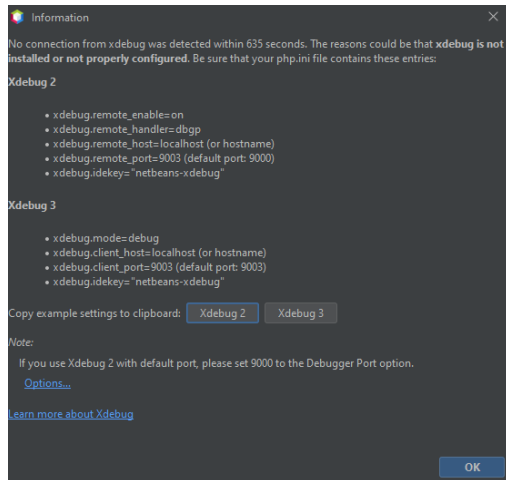 Information
No connection from xdebug was detected within 635 seconds. The reasons could be that xdebug is not
installed or not properly configured. Be sure that your php.ini file contains these entries:
Xdebug 2
• xdebug.remote_enable=on
• xdebug.remote_handler=dbgp
• xdebug.remote_host=localhost (or hostname)
• xdebug.remote_port=9003 (default port: 9000)
• xdebug.idekey="netbeans-xdebug"
Xdebug 3
• xdebug.mode=debug
• xdebug.client_host=localhost (or hostname)
• xdebug.client_port=9003 (default port: 9003)
• xdebug.idekey="netbeans-xdebug"
Copy example settings to clipboard: Xdebug 2 Xdebug 3
Note:
If you use Xdebug 2 with default port, please set 9000 to the Debugger Port option.
Options...
Learn more about Xdebug
OK